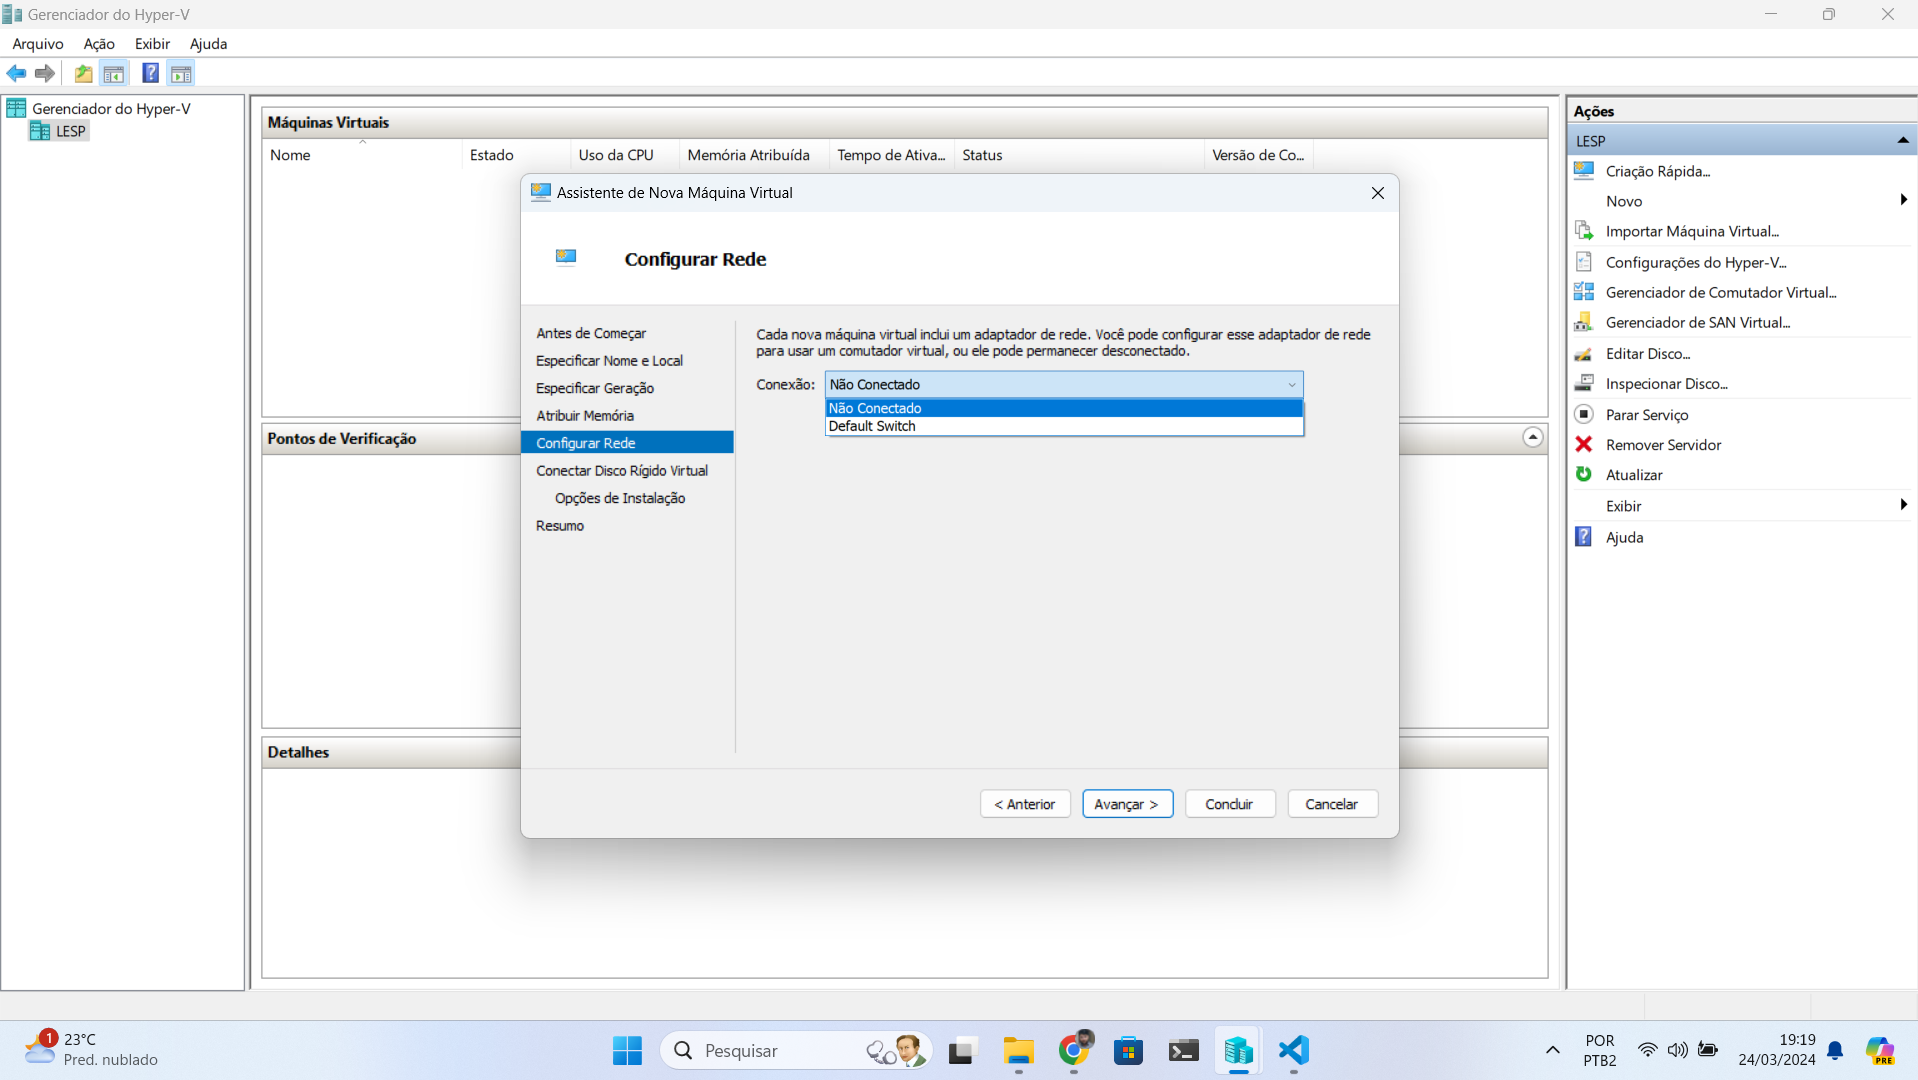 Gerenciador do Hyper-V
Arquivo Ação Exibir Ajuda
Gerenciador do Hyper-V
LESP
Máquinas Virtuais
Nome Estado Uso da CPU Memória Atribuída Tempo de Ativa... Status Versão de Co...
Pontos de Verificação
Detalhes
Assistente de Nova Máquina Virtual
Configurar Rede
Antes de Começar
Especificar Nome e Local
Especificar Geração
Atribuir Memória
Configurar Rede
Conectar Disco Rígido Virtual
Opções de Instalação
Resumo
Cada nova máquina virtual inclui um adaptador de rede. Você pode configurar esse adaptador de rede
para usar um comutador virtual, ou ele pode permanecer desconectado.
Conexão: Não Conectado
Não Conectado
Default Switch
< Anterior Avançar > Concluir Cancelar
Ações
LESP
Criação Rápida...
Novo
Importar Máquina Virtual...
Configurações do Hyper-V...
Gerenciador de Comutador Virtual...
Gerenciador de SAN Virtual...
Editar Disco...
Inspecionar Disco...
Parar Serviço
Remover Servidor
Atualizar
Exibir
Ajuda
1
23°C
Pred. nublado
Pesquisar
POR
PTB2
19:19
24/03/2024
PRE